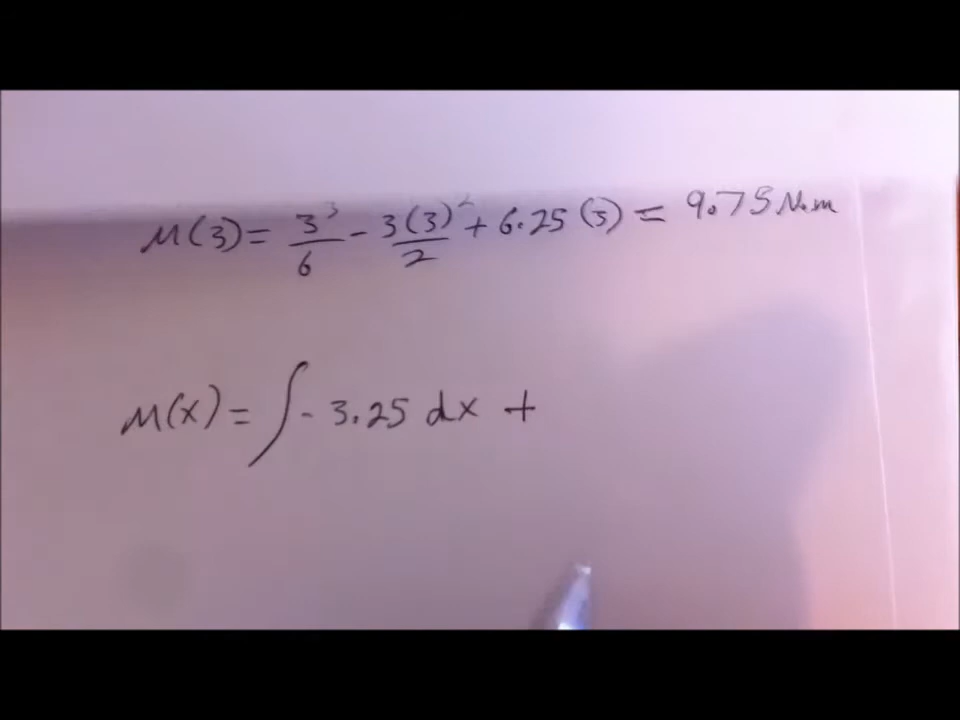 M(3) = 3³/6 - 3(3)²/2 + 6.25 (3) = 9.75 N.m
M(x) = ∫ - 3.25 dx +